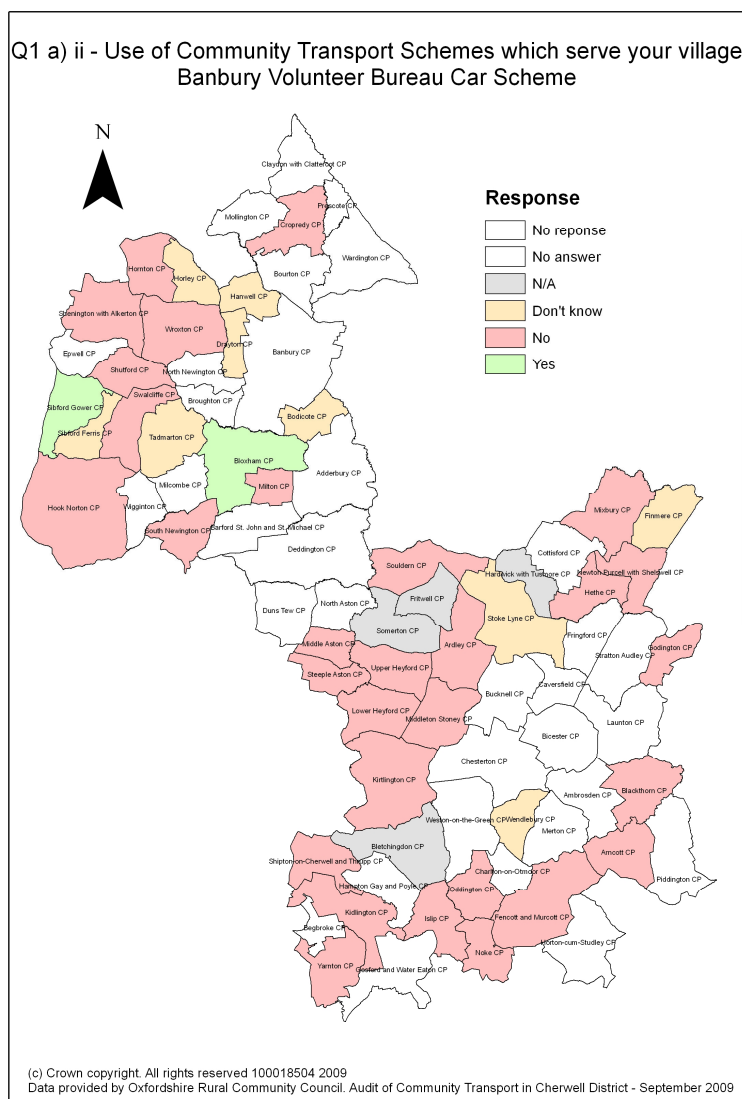 Q1 a) ii - Use of Community Transport Schemes which serve your village
Banbury Volunteer Bureau Car Scheme
N
Claydon with Clattercot CP
Prescote CP
Mollington CP
Cropredy CP
Wardington CP
Bourton CP
Hornton CP
Horley CP
Hanwell CP
Shenington with Alkerton CP
Wroxton CP
Drayton CP
Banbury CP
Epwell CP
Shutford CP
North Newington CP
Swalcliffe CP
Broughton CP
Sibford Gower CP
Bodicote CP
Sibford Ferris CP
Tadmarton CP
Bloxham CP
Adderbury CP
Milcombe CP
Milton CP
Hook Norton CP
Wigginton CP
South Newington CP
Barford St. John and St. Michael CP
Deddington CP
Response
No reponse
No answer
N/A
Don't know
No
Yes
Mixbury CP
Finmere CP
Cottisford CP
Souldern CP
Hardwick with Tusmore CP
Newton Purcell with Shelswell CP
Hethe CP
Fritwell CP
Duns Tew CP
North Aston CP
Stoke Lyne CP
Somerton CP
Fringford CP
Middle Aston CP
Ardley CP
Stratton Audley CP
Godington CP
Upper Heyford CP
Steeple Aston CP
Caversfield CP
Bucknell CP
Lower Heyford CP
Middleton Stoney CP
Launton CP
Bicester CP
Chesterton CP
Kirtlington CP
Blackthorn CP
Ambrosden CP
Weston-on-the-Green CP
Wendlebury CP
Merton CP
Bletchingdon CP
Arncott CP
Shipton-on-Cherwell and Thrupp CP
Charlton-on-Otmoor CP
Piddington CP
Hampton Gay and Poyle CP
Oddington CP
Kidlington CP
Islip CP
Fencott and Murcott CP
Begbroke CP
Horton-cum-Studley CP
Noke CP
Yarnton CP
Gosford and Water Eaton CP
(c) Crown copyright. All rights reserved 100018504 2009
Data provided by Oxfordshire Rural Community Council. Audit of Community Transport in Cherwell District - September 2009